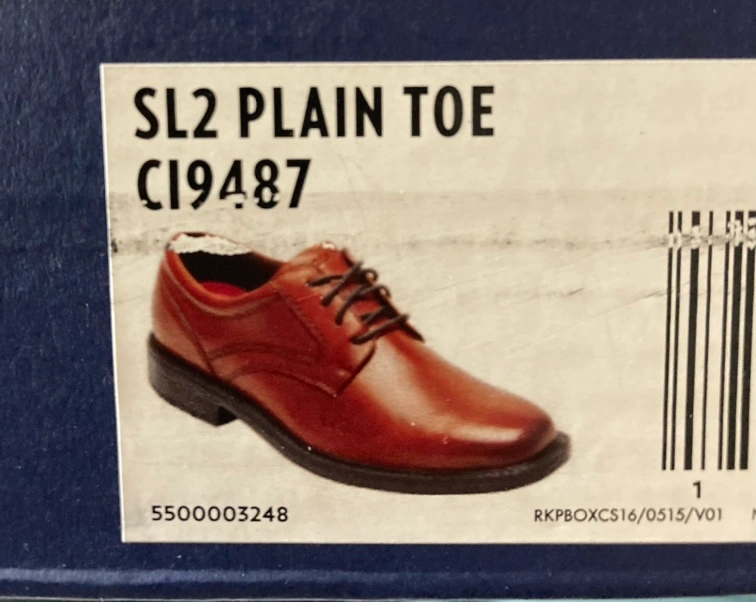 SL2 PLAIN TOE
CI9487
1
5500003248
RKPBOXCS16/0515/V01